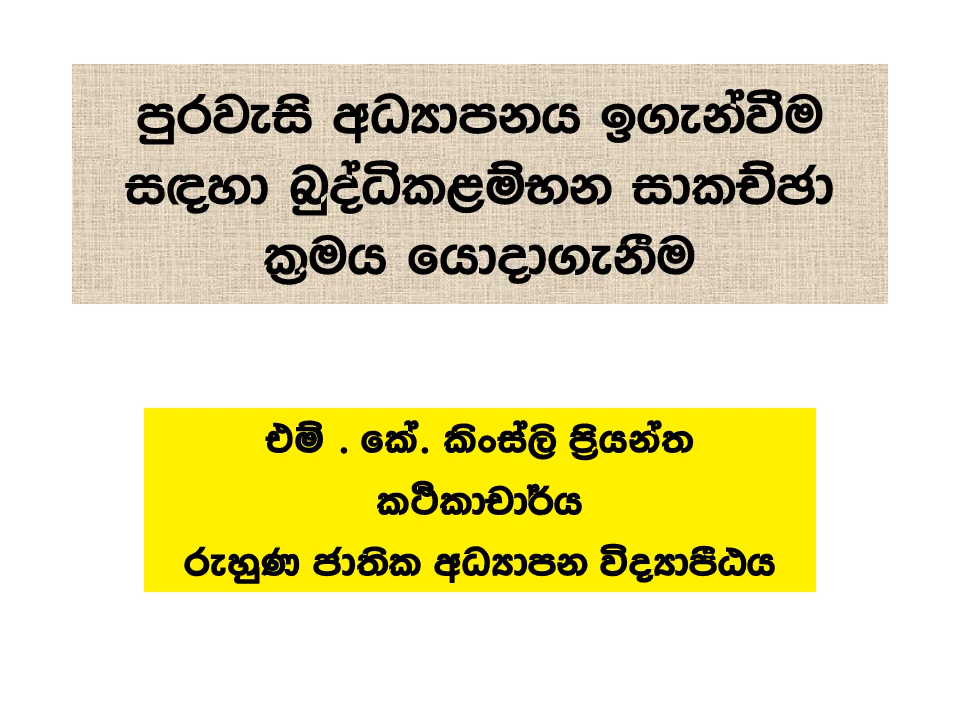 පුරවැසි අධ්‍යාපනය ඉගැන්වීම
සඳහා බුද්ධිකළම්භන සාකච්ඡා
ක්‍රමය යොදාගැනීම
එම් . කේ. කිංස්ලි ප්‍රියන්ත
කථිකාචාර්ය
රුහුණ ජාතික අධ්‍යාපන විද්‍යාපීඨය